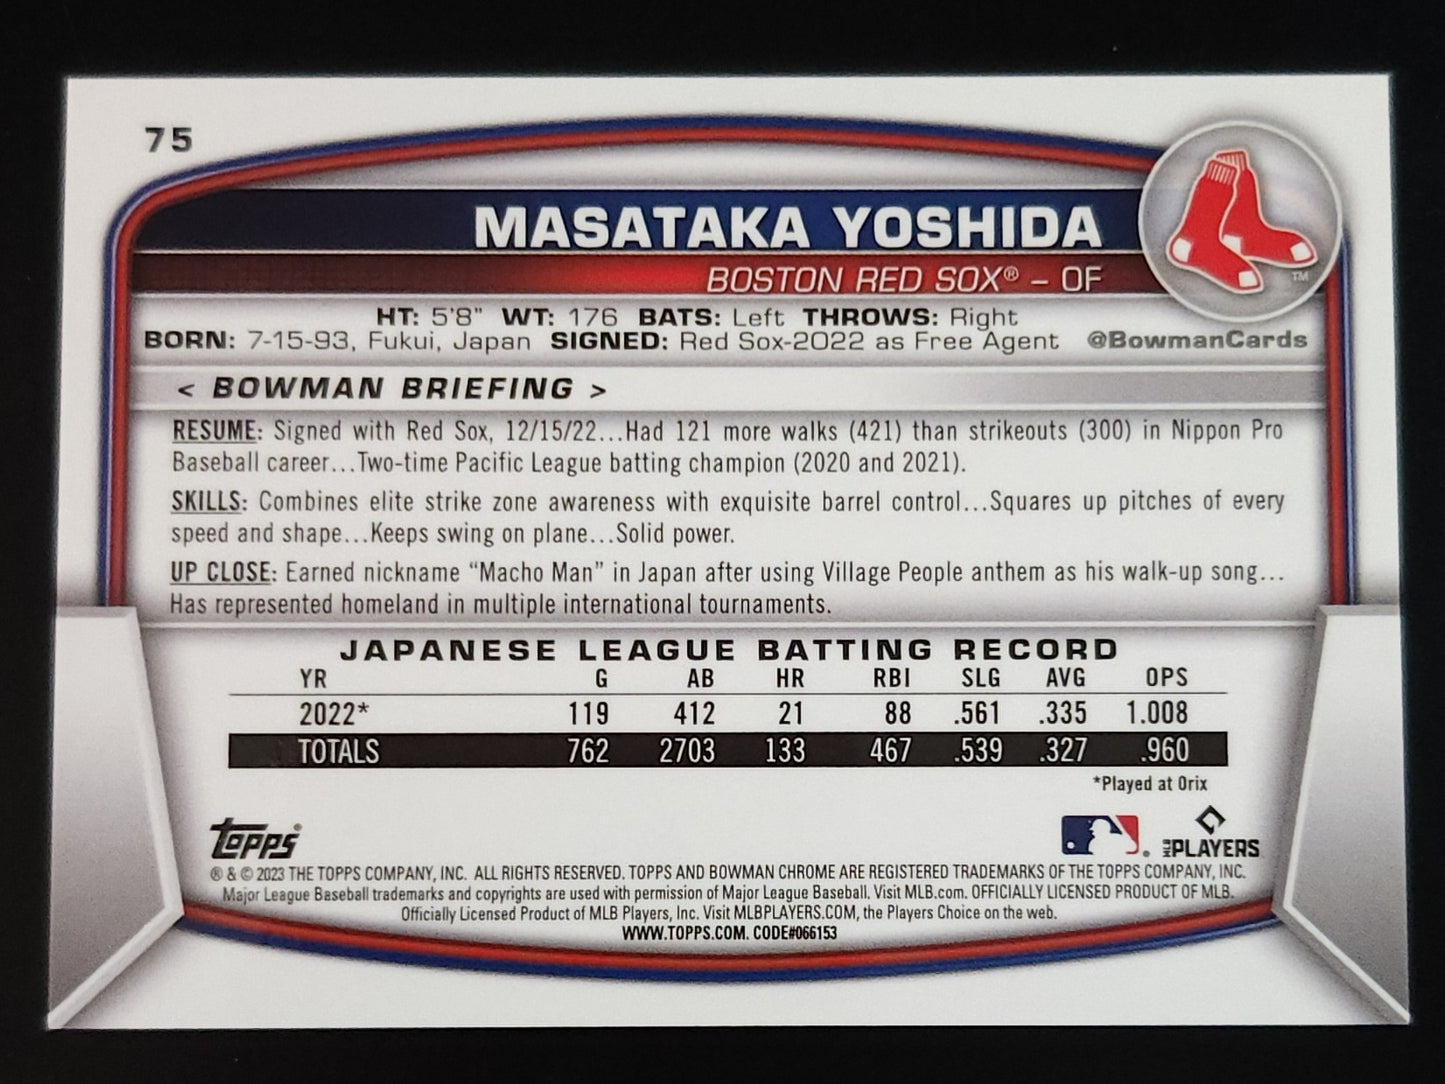 75
MASATAKA YOSHIDA
BOSTON RED SOX® – OF
TM
HT: 5'8" WT: 176 BATS: Left THROWS: Right
BORN: 7-15-93, Fukui, Japan SIGNED: Red Sox-2022 as Free Agent @BowmanCards
< BOWMAN BRIEFING >
RESUME: Signed with Red Sox, 12/15/22...Had 121 more walks (421) than strikeouts (300) in Nippon Pro
Baseball career...Two-time Pacific League batting champion (2020 and 2021).
SKILLS: Combines elite strike zone awareness with exquisite barrel control...Squares up pitches of every
speed and shape...Keeps swing on plane...Solid power.
UP CLOSE: Earned nickname “Macho Man” in Japan after using Village People anthem as his walk-up song...
Has represented homeland in multiple international tournaments.
JAPANESE LEAGUE BATTING RECORD
YR G AB HR RBI SLG AVG OPS
2022* 119 412 21 88 .561 .335 1.008
TOTALS 762 2703 133 467 .539 .327 .960
*Played at Orix
Topps®
MLB PLAYERS
® & © 2023 THE TOPPS COMPANY, INC. ALL RIGHTS RESERVED. TOPPS AND BOWMAN CHROME ARE REGISTERED TRADEMARKS OF THE TOPPS COMPANY, INC.
Major League Baseball trademarks and copyrights are used with permission of Major League Baseball. Visit MLB.com. OFFICIALLY LICENSED PRODUCT OF MLB.
Officially Licensed Product of MLB Players, Inc. Visit MLBPLAYERS.COM, the Players Choice on the web.
WWW.TOPPS.COM. CODE#066153